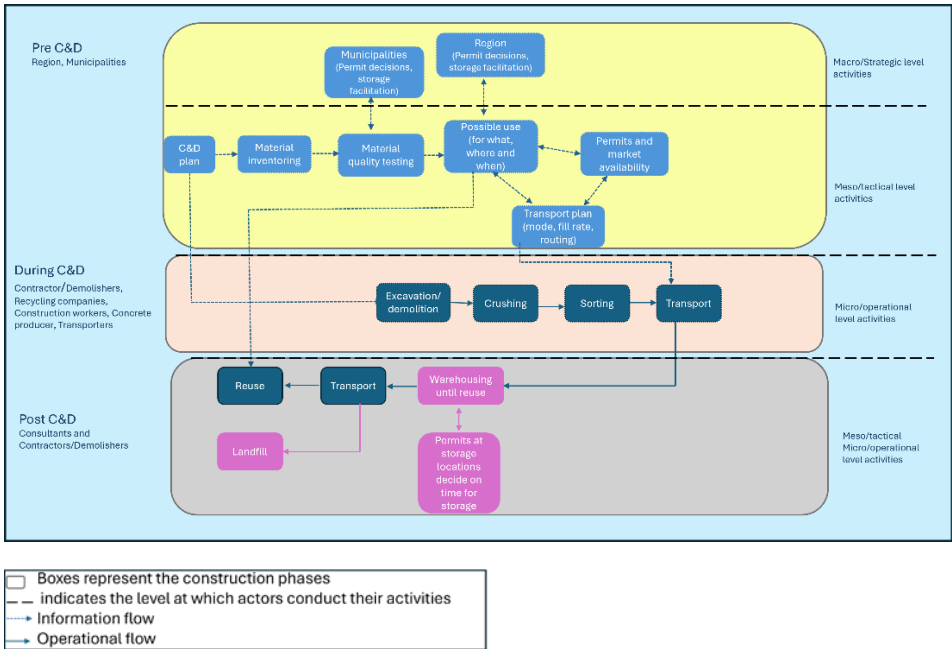 Pre C&D
Region, Municipalities
Municipalities
(Permit decisions,
storage
facilitation)
Rogion
(Permit decisions,
storage facilitation)
Macro/Strategic level
activities
C&D
plan
Material
inventoring
Material
quality testing
Possible use
(for what,
where and
when)
Permits and
market
availability
Transport plan
(mode, fill rate,
routing)
Meso/tactical level
activities
During C&D
Contractor/Demolishers,
Recycling companies,
Construction workers, Concrete
producer, Transporters
Excavation/
demolition
Crushing
Sorting
Transport
Micro/operational
level activities
Post C&D
Consultants and
Contractors/Demolishers
Reuse
Transport
Warehousing
until reuse
Landfill
Permits at
storage
locations
decide on
time for
storage
Meso/tactical
Micro/operational
level activities
Boxes represent the construction phases
indicates the level at which actors conduct their activities
Information flow
Operational flow